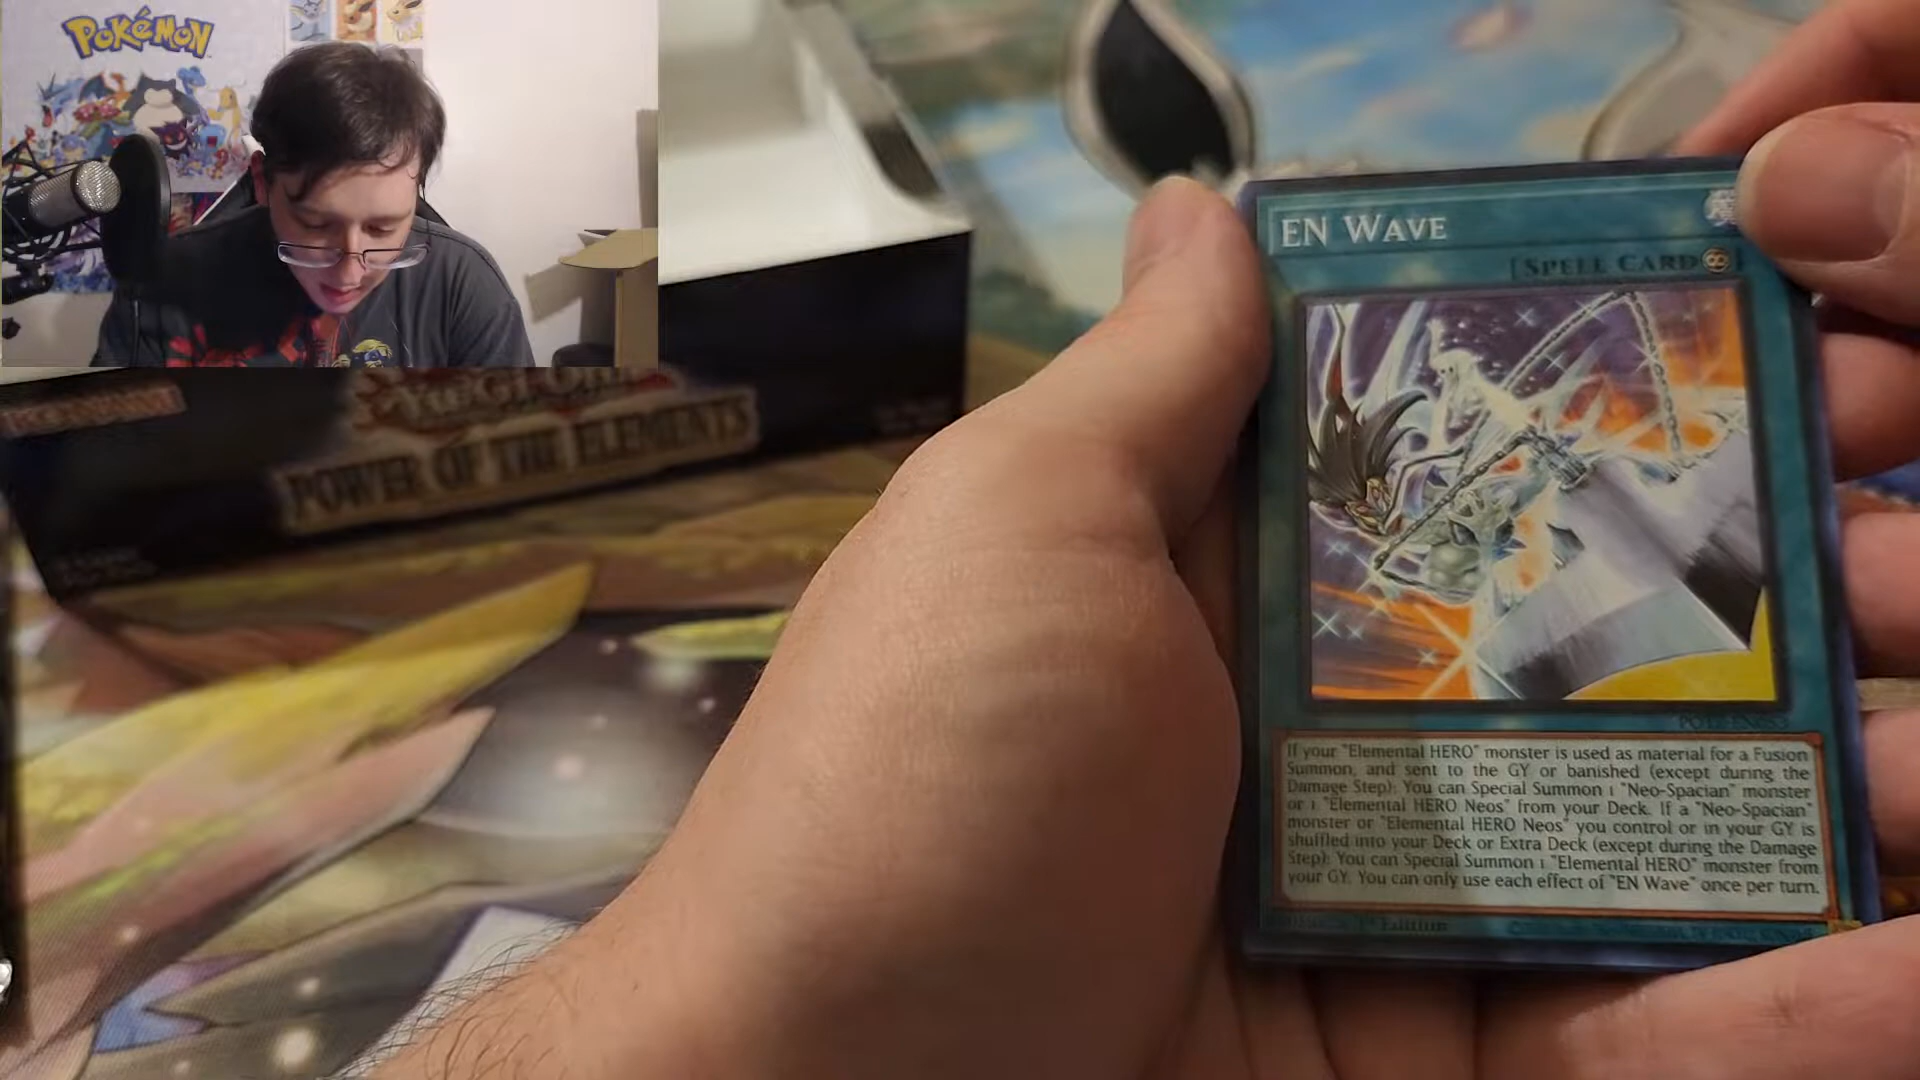 POKÉMON
KONAMI
YU-GI-OH!
POWER OF THE ELEMENTS
EN WAVE
[SPELL CARD
If your "Elemental HERO" monster is used as material for a Fusion
Summon, and sent to the GY or banished (except during the
Damage Step): You can Special Summon 1 "Neo-Spacian" monster
or 1 "Elemental HERO Neos" from your Deck. If a "Neo-Spacian"
monster or "Elemental HERO Neos" you control or in your GY is
shuffled into your Deck or Extra Deck (except during the Damage
Step): You can Special Summon 1 "Elemental HERO" monster from
your GY. You can only use each effect of "EN Wave" once per turn.
1st Edition